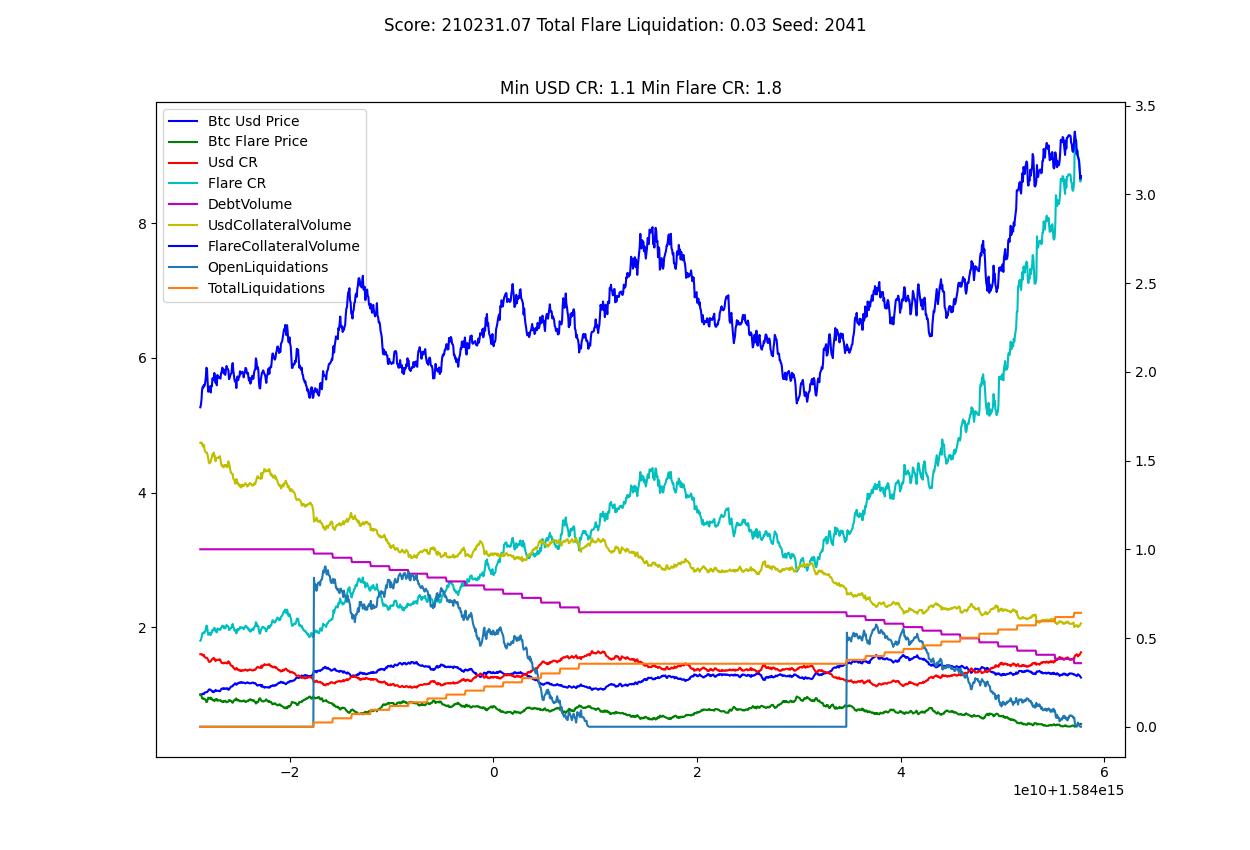 Score: 210231.07 Total Flare Liquidation: 0.03 Seed: 2041
Min USD CR: 1.1 Min Flare CR: 1.8
Btc Usd Price
Btc Flare Price
Usd CR
Flare CR
DebtVolume
UsdCollateralVolume
FlareCollateralVolume
OpenLiquidations
TotalLiquidations
8
6
4
2
3.5
3.0
2.5
2.0
1.5
1.0
0.5
0.0
−2
0
2
4
6
1e10+1.584e15